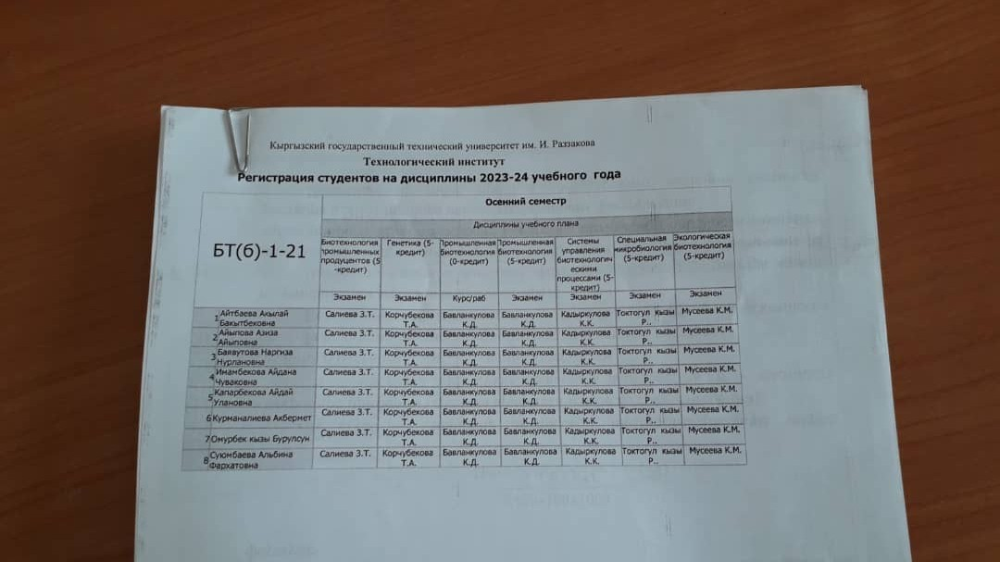 Кыргызский государственный технический университет им. И. Раззакова
Технологический институт
Регистрация студентов на дисциплины 2023-24 учебного года
БТ(б)-1-21
Осенний семестр
Дисциплины учебного плана
Биотехнология промышленных продуцентов (5 -кредит) Генетика (5-кредит) Промышленная биотехнология (0-кредит) Промышленная биотехнология (5-кредит) Системы управления биотехнологическими процессами (5-кредит) Специальная микробиология (5-кредит) Экологическая биотехнология (5-кредит)
Экзамен Экзамен Курс/раб Экзамен Экзамен Экзамен Экзамен
1 Айтбаева Акылай Бакытбековна Салиева З.Т. Корчубекова Т.А. Бавланкулова К.Д. Бавланкулова К.Д. Кадыркулова К.К. Токтогул кызы Р.. Мусеева К.М.
2 Айыпова Азиза Айыповна Салиева З.Т. Корчубекова Т.А. Бавланкулова К.Д. Бавланкулова К.Д. Кадыркулова К.К. Токтогул кызы Р.. Мусеева К.М.
3 Баваутова Наргиза Нурлановна Салиева З.Т. Корчубекова Т.А. Бавланкулова К.Д. Бавланкулова К.Д. Кадыркулова К.К. Токтогул кызы Р.. Мусеева К.М.
4 Имамбекова Айдана Чуваковна Салиева З.Т. Корчубекова Т.А. Бавланкулова К.Д. Бавланкулова К.Д. Кадыркулова К.К. Токтогул кызы Р.. Мусеева К.М.
5 Капарбекова Айдай Улановна Салиева З.Т. Корчубекова Т.А. Бавланкулова К.Д. Бавланкулова К.Д. Кадыркулова К.К. Токтогул кызы Р.. Мусеева К.М.
6 Курманалиева Акбермет Салиева З.Т. Корчубекова Т.А. Бавланкулова К.Д. Бавланкулова К.Д. Кадыркулова К.К. Токтогул кызы Р.. Мусеева К.М.
7 Омурбек кызы Бурулсун Салиева З.Т. Корчубекова Т.А. Бавланкулова К.Д. Бавланкулова К.Д. Кадыркулова К.К. Токтогул кызы Р.. Мусеева К.М.
8 Суюмбаева Альбина Фархатовна Салиева З.Т. Корчубекова Т.А. Бавланкулова К.Д. Бавланкулова К.Д. Кадыркулова К.К. Токтогул кызы Р.. Мусеева К.М.